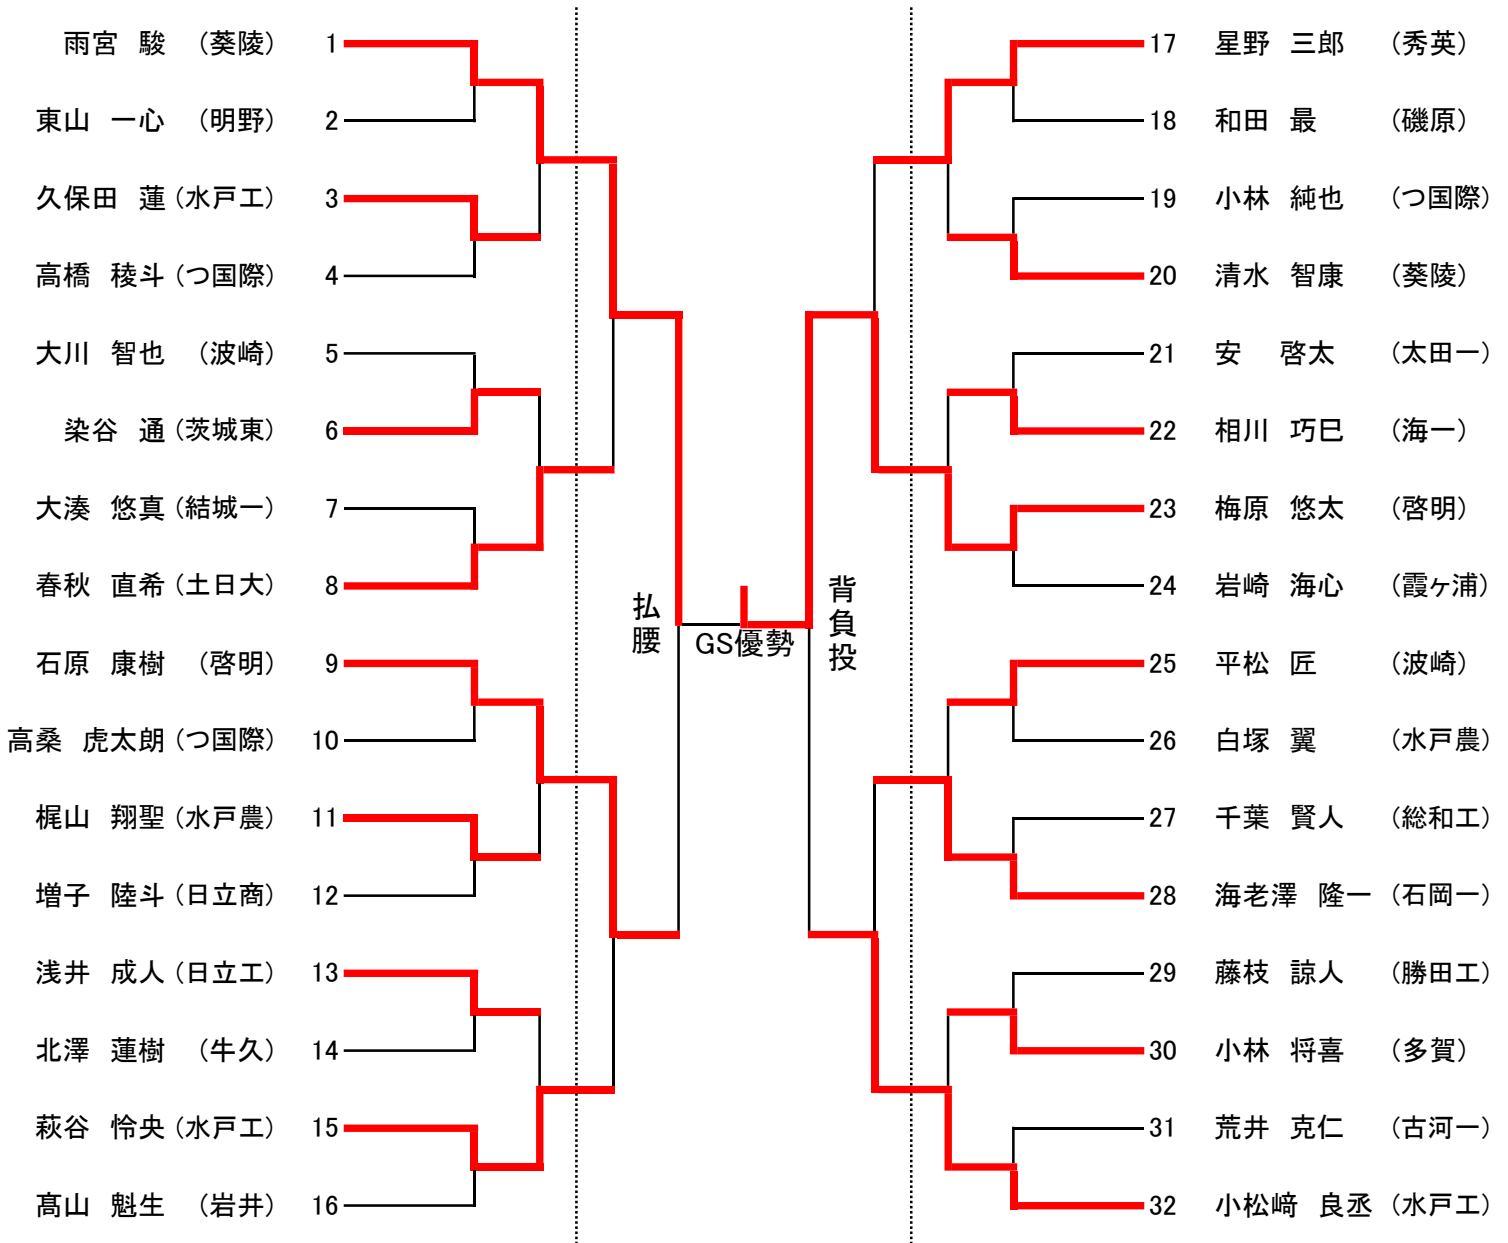 雨宮 駿 (葵陵) 1
東山 一心 (明野) 2
久保田 蓮 (水戸工) 3
高橋 稜斗 (つ国際) 4
大川 智也 (波崎) 5
染谷 通 (茨城東) 6
大湊 悠真 (結城一) 7
春秋 直希 (土日大) 8
石原 康樹 (啓明) 9
高桑 虎太朗 (つ国際) 10
梶山 翔聖 (水戸農) 11
増子 陸斗 (日立商) 12
浅井 成人 (日立工) 13
北澤 蓮樹 (牛久) 14
萩谷 怜央 (水戸工) 15
髙山 魁生 (岩井) 16
払腰
GS優勢
背負投
17 星野 三郎 (秀英)
18 和田 最 (磯原)
19 小林 純也 (つ国際)
20 清水 智康 (葵陵)
21 安 啓太 (太田一)
22 相川 巧巳 (海一)
23 梅原 悠太 (啓明)
24 岩崎 海心 (霞ヶ浦)
25 平松 匠 (波崎)
26 白塚 翼 (水戸農)
27 千葉 賢人 (総和工)
28 海老澤 隆一 (石岡一)
29 藤枝 諒人 (勝田工)
30 小林 将喜 (多賀)
31 荒井 克仁 (古河一)
32 小松﨑 良丞 (水戸工)